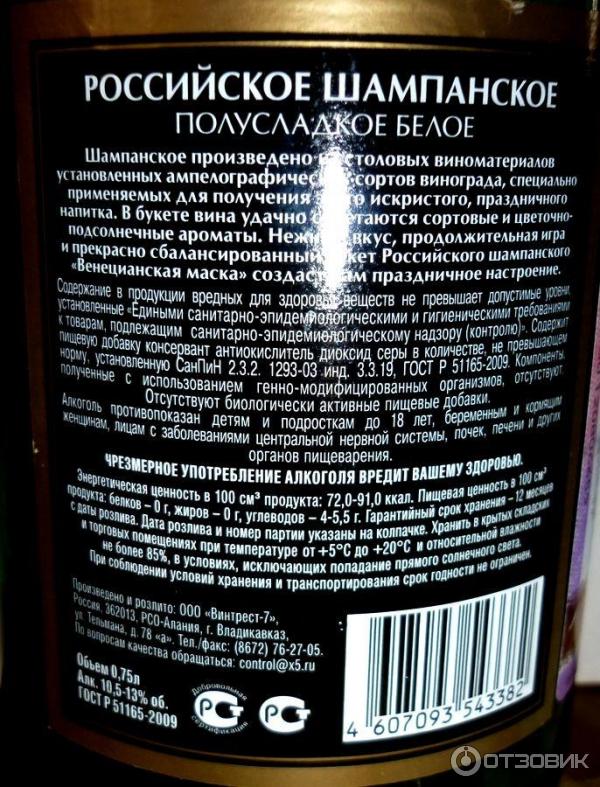 РОССИЙСКОЕ ШАМПАНСКОЕ
ПОЛУСЛАДКОЕ БЕЛОЕ
Шампанское произведено столовых виноматериалов
установленных ампелографиче сортов винограда, специально
применяемых для получения искристого, праздничного
напитка. В букете вина удачно таются сортовые и цветочно-
подсолнечные ароматы. Неж вкус, продолжительная игра
и прекрасно сбалансированный кет Российского шампанского
«Венецианская маска» создаст ам праздничное настроение.
Содержание в продукции вредных для здоровья веществ не превышает допустимые уровни,
установленные «Едиными санитарно-эпидемиологическими и гигиеническими требованиями
к товарам, подлежащим санитарно-эпидемиологическому надзору (контролю)». Содержит
пищевую добавку консервант антиокислитель диоксид серы в количестве, не превышающем
норму, установленную СанПиН 2.3.2. 1293-03 инд. 3.3.19, ГОСТ Р 51165-2009. Компоненты,
полученные с использованием генно-модифицированных организмов, отсутствуют.
Отсутствуют биологически активные пищевые добавки.
Алкоголь противопоказан детям и подросткам до 18 лет, беременным и кормящим
женщинам, лицам с заболеваниями центральной нервной системы, почек, печени и других
органов пищеварения.
ЧРЕЗМЕРНОЕ УПОТРЕБЛЕНИЕ АЛКОГОЛЯ ВРЕДИТ ВАШЕМУ ЗДОРОВЬЮ.
Энергетическая ценность в 100 см³ продукта: 72,0-91,0 ккал. Пищевая ценность в 100 см³
продукта: белков – 0 г, жиров – 0 г, углеводов – 4-5,5 г. Гарантийный срок хранения – 12 месяцев
с даты розлива. Дата розлива и номер партии указаны на колпачке. Хранить в крытых складских
и торговых помещениях при температуре от +5°С до +20°С и относительной влажности
не более 85%, в условиях, исключающих попадание прямого солнечного света.
При соблюдении условий хранения и транспортирования срок годности не ограничен.
Произведено и розлито: ООО «Винтрест-7»,
Россия, 362013, РСО-Алания, г. Владикавказ,
ул. Тельмана, д. 78 «а». Тел./факс: (8672) 76-27-05.
По вопросам качества обращаться: control@x5.ru
Объем 0,75л
Алк. 10,5-13% об.
ГОСТ Р 51165-2009
Добровольная
РСТ
сертификация
РСТ
4 607093 543382
ОТЗОВИК